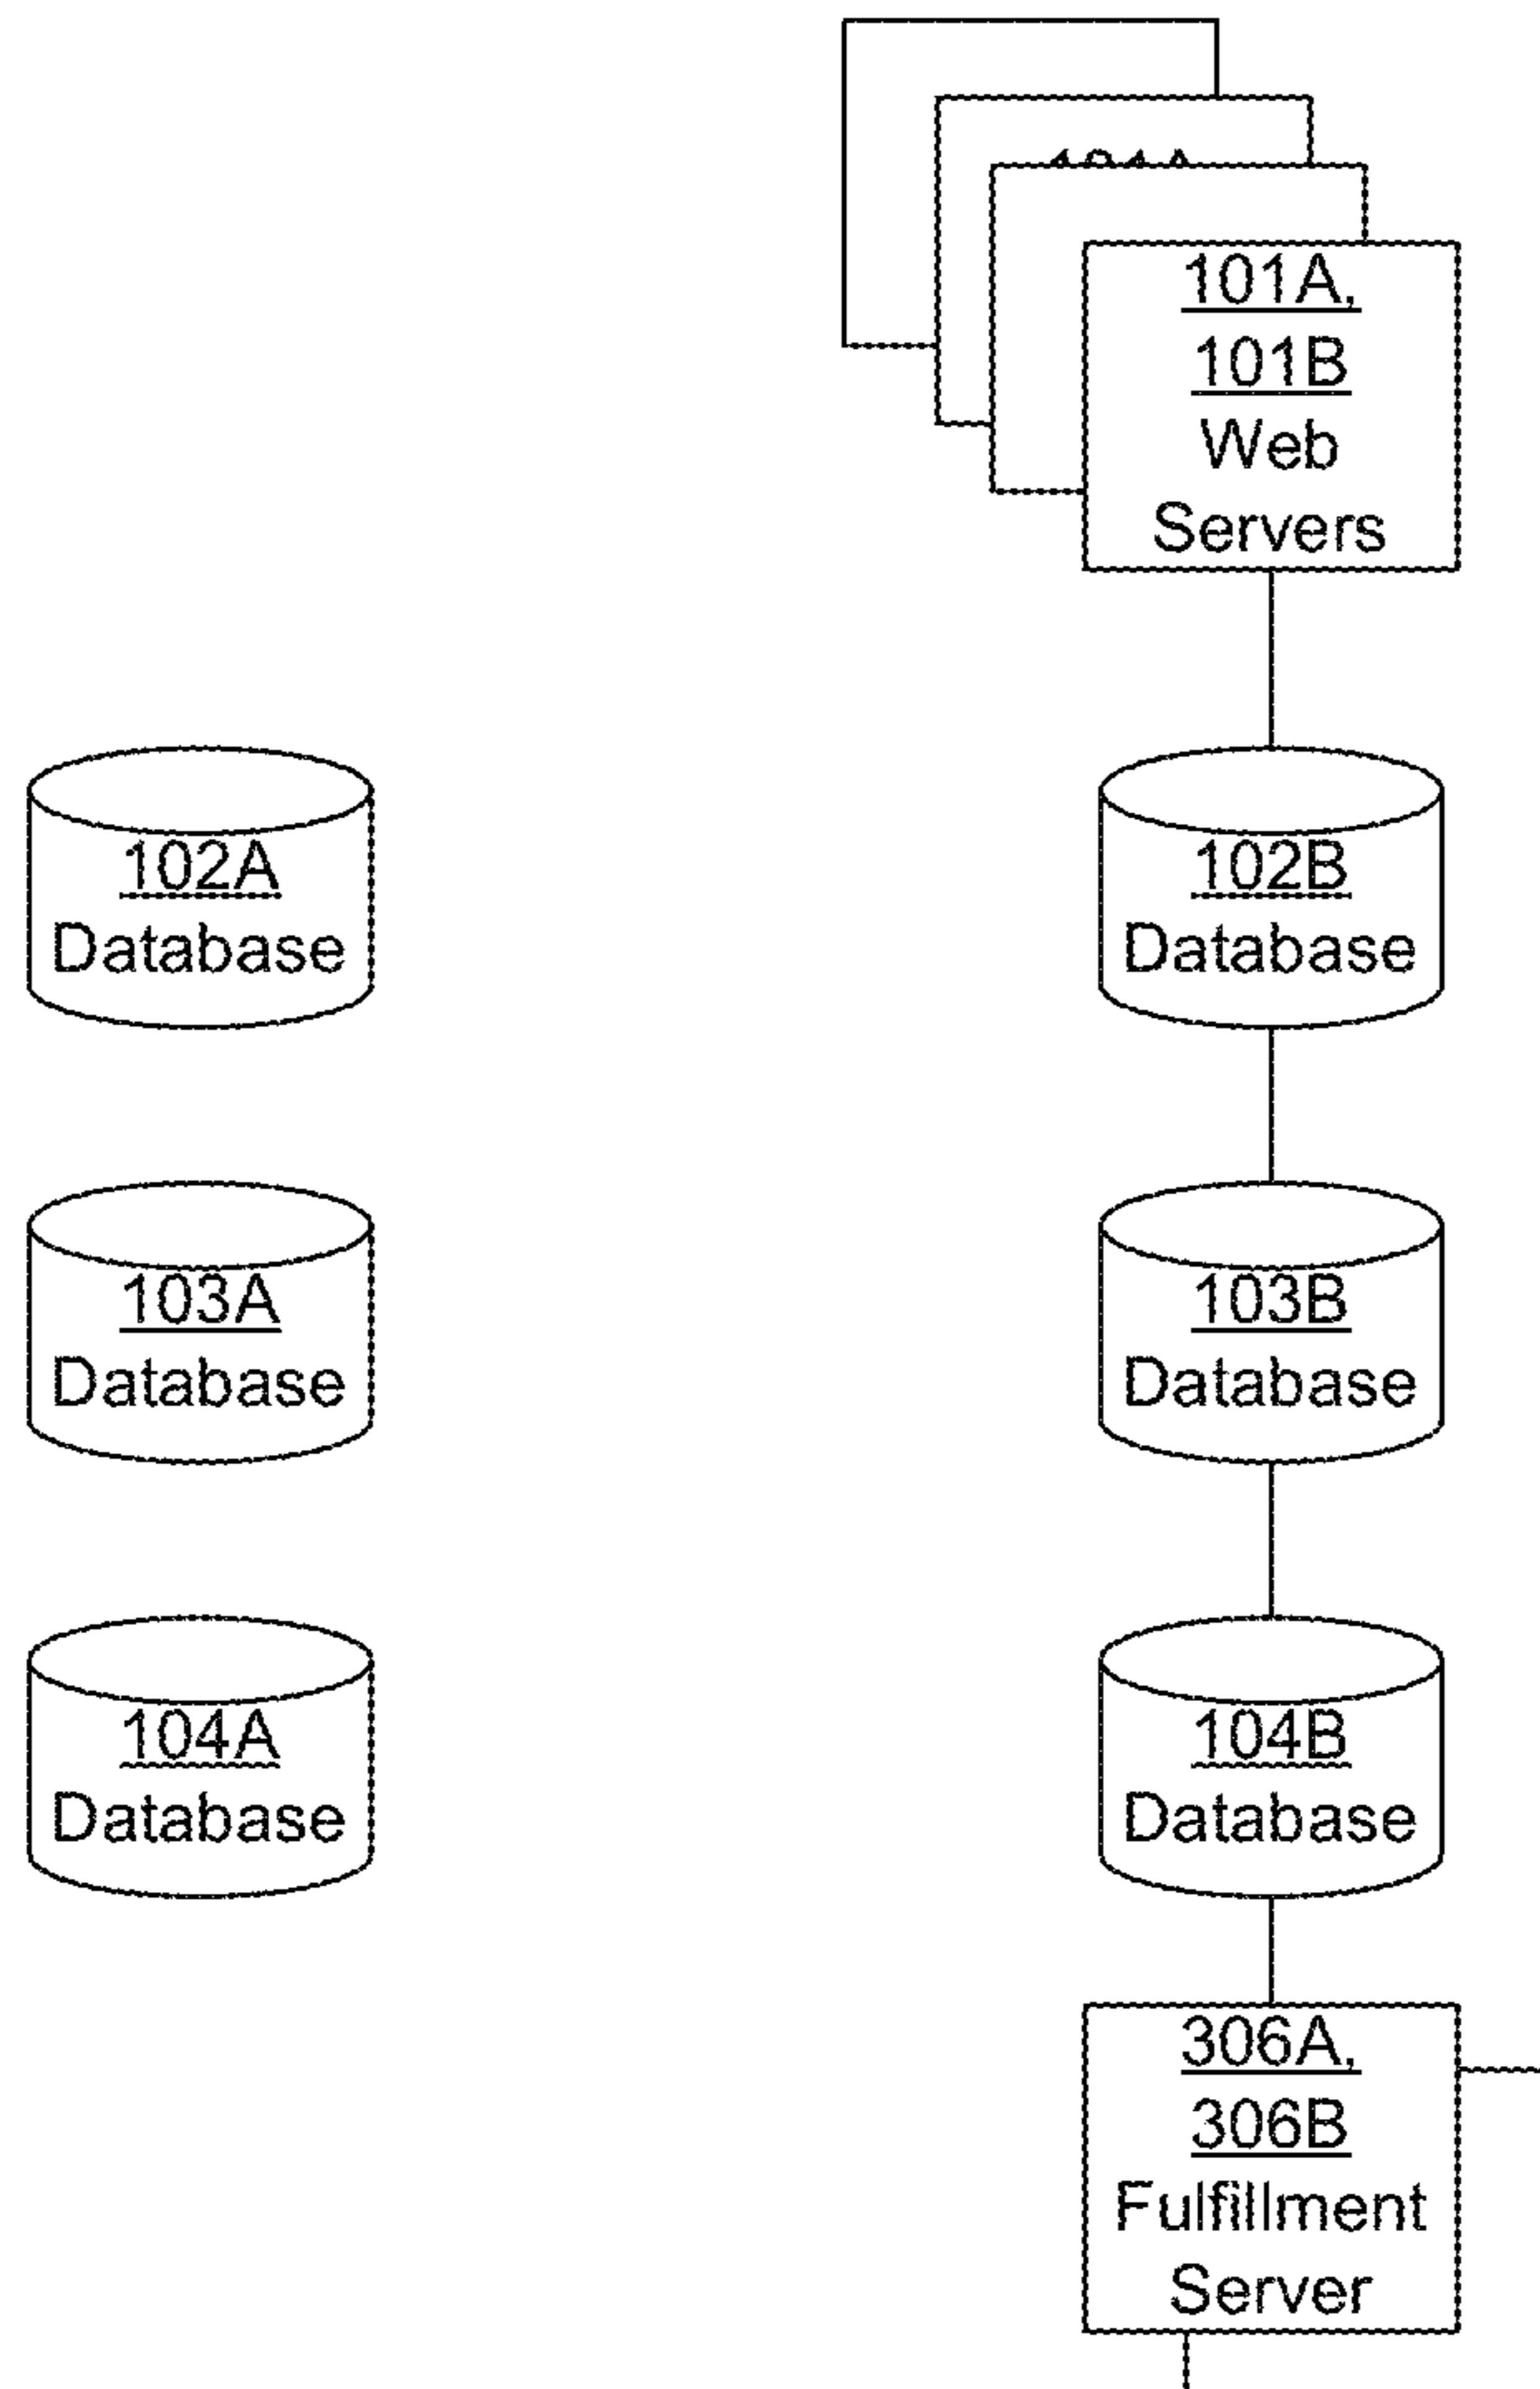 101A,
101B
Web
Servers
102A
Database
102B
Database
103A
Database
103B
Database
104A
Database
104B
Database
306A,
306B
Fulfillment
Server